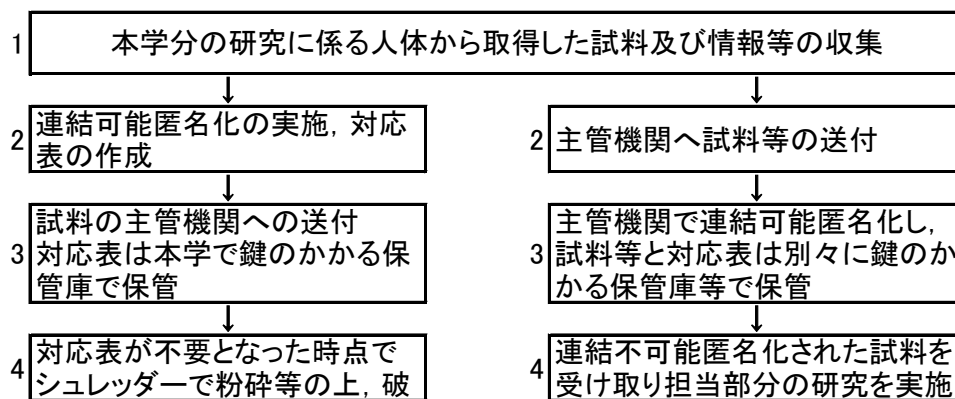 1 本学分の研究に係る人体から取得した試料及び情報等の収集
↓
2 連結可能匿名化の実施，対応
表の作成
↓
3 試料の主管機関への送付
対応表は本学で鍵のかかる保
管庫で保管
↓
4 対応表が不要となった時点で
シュレッダーで粉砕等の上，破
↓
2 主管機関へ試料等の送付
↓
3 主管機関で連結可能匿名化し，
試料等と対応表は別々に鍵のか
かる保管庫等で保管
↓
4 連結不可能匿名化された試料を
受け取り担当部分の研究を実施